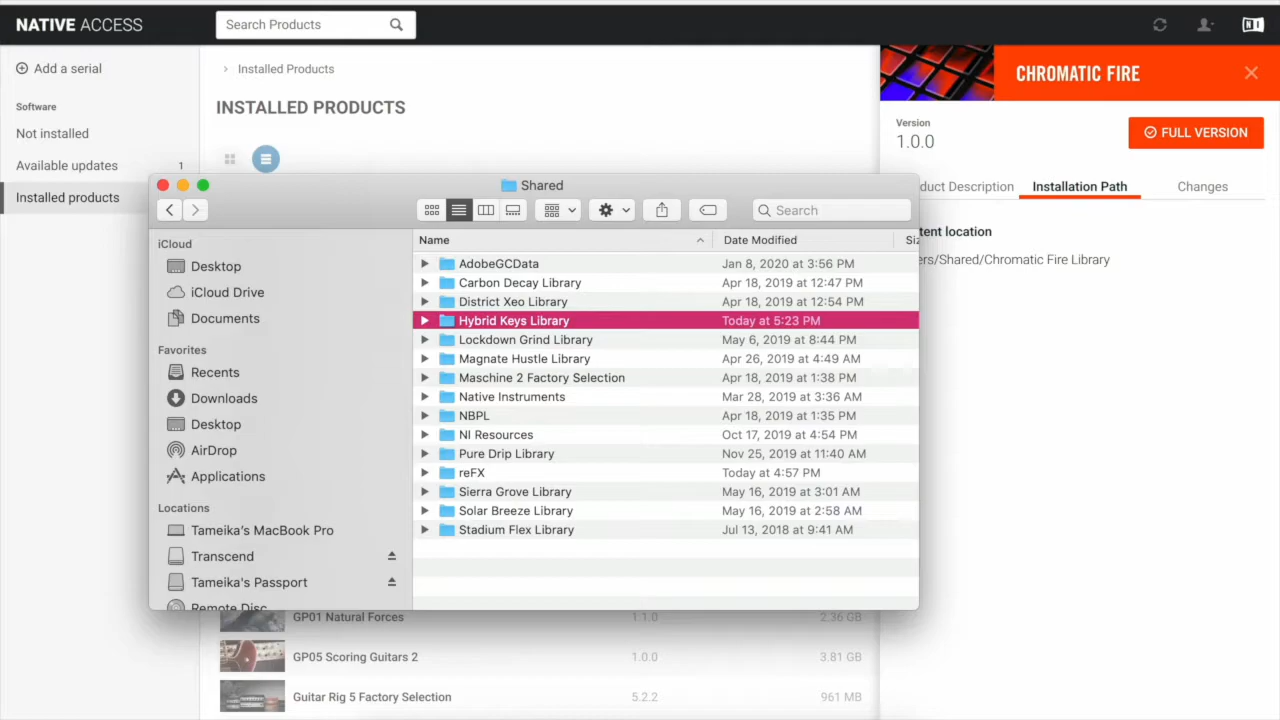 NATIVE ACCESS
Search Products
Add a serial
Software
Not installed
Available updates 1
Installed products
Installed Products
INSTALLED PRODUCTS
CHROMATIC FIRE
Version
1.0.0
FULL VERSION
duct Description Installation Path Changes
tent location
ers/Shared/Chromatic Fire Library
Shared
Search
iCloud
Desktop
iCloud Drive
Documents
Favorites
Recents
Downloads
Desktop
AirDrop
Applications
Locations
Tameika's MacBook Pro
Transcend
Tameika's Passport
Remote Disc
Name Date Modified Siz
AdobeGCData Jan 8, 2020 at 3:56 PM
Carbon Decay Library Apr 18, 2019 at 12:47 PM
District Xeo Library Apr 18, 2019 at 12:54 PM
Hybrid Keys Library Today at 5:23 PM
Lockdown Grind Library May 6, 2019 at 8:44 PM
Magnate Hustle Library Apr 26, 2019 at 4:49 AM
Maschine 2 Factory Selection Apr 18, 2019 at 1:38 PM
Native Instruments Mar 28, 2019 at 3:36 AM
NBPL Apr 18, 2019 at 1:35 PM
NI Resources Oct 17, 2019 at 4:54 PM
Pure Drip Library Nov 25, 2019 at 11:40 AM
reFX Today at 4:57 PM
Sierra Grove Library May 16, 2019 at 3:01 AM
Solar Breeze Library May 16, 2019 at 2:58 AM
Stadium Flex Library Jul 13, 2018 at 9:41 AM
GP01 Natural Forces 1.1.0 2.36 GB
GP05 Scoring Guitars 2 1.0.0 3.81 GB
Guitar Rig 5 Factory Selection 5.2.2 961 MB